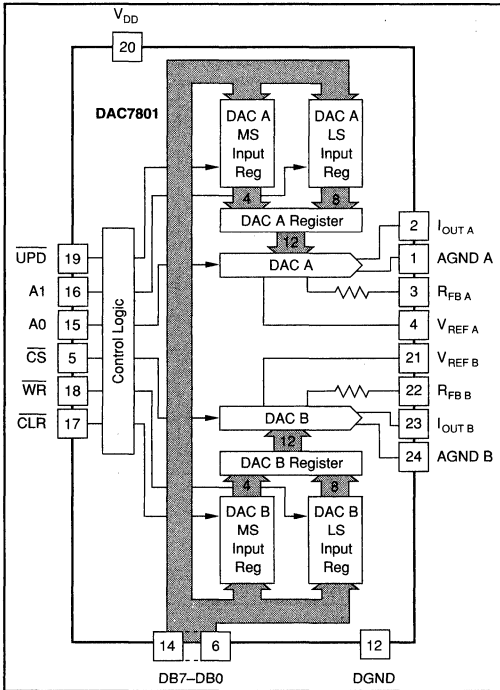 V_DD
20
DAC7801
DAC A
MS
Input
Reg
DAC A
LS
Input
Reg
4
8
DAC A Register
12
DAC A
UPD 19
A1 16
A0 15
CS 5
WR 18
CLR 17
Control Logic
2 I_OUT A
1 AGND A
3 R_FB A
4 V_REF A
21 V_REF B
22 R_FB B
23 I_OUT B
24 AGND B
DAC B
12
DAC B Register
4
8
DAC B
MS
Input
Reg
DAC B
LS
Input
Reg
14
6
12
DB7–DB0
DGND